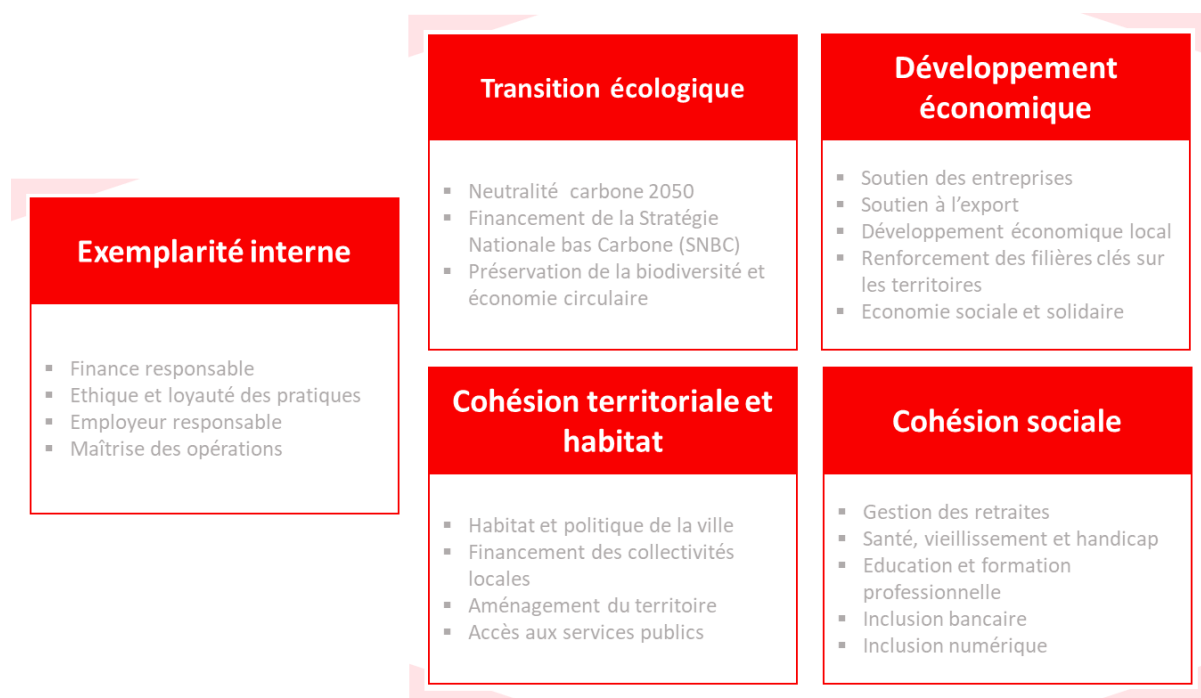 Exemplarité interne
▪ Finance responsable
▪ Ethique et loyauté des pratiques
▪ Employeur responsable
▪ Maîtrise des opérations
Transition écologique
▪ Neutralité carbone 2050
▪ Financement de la Stratégie
Nationale bas Carbone (SNBC)
▪ Préservation de la biodiversité et
économie circulaire
Développement
économique
▪ Soutien des entreprises
▪ Soutien à l’export
▪ Développement économique local
▪ Renforcement des filières clés sur
les territoires
▪ Economie sociale et solidaire
Cohésion territoriale et
habitat
▪ Habitat et politique de la ville
▪ Financement des collectivités
locales
▪ Aménagement du territoire
▪ Accès aux services publics
Cohésion sociale
▪ Gestion des retraites
▪ Santé, vieillissement et handicap
▪ Education et formation
professionnelle
▪ Inclusion bancaire
▪ Inclusion numérique